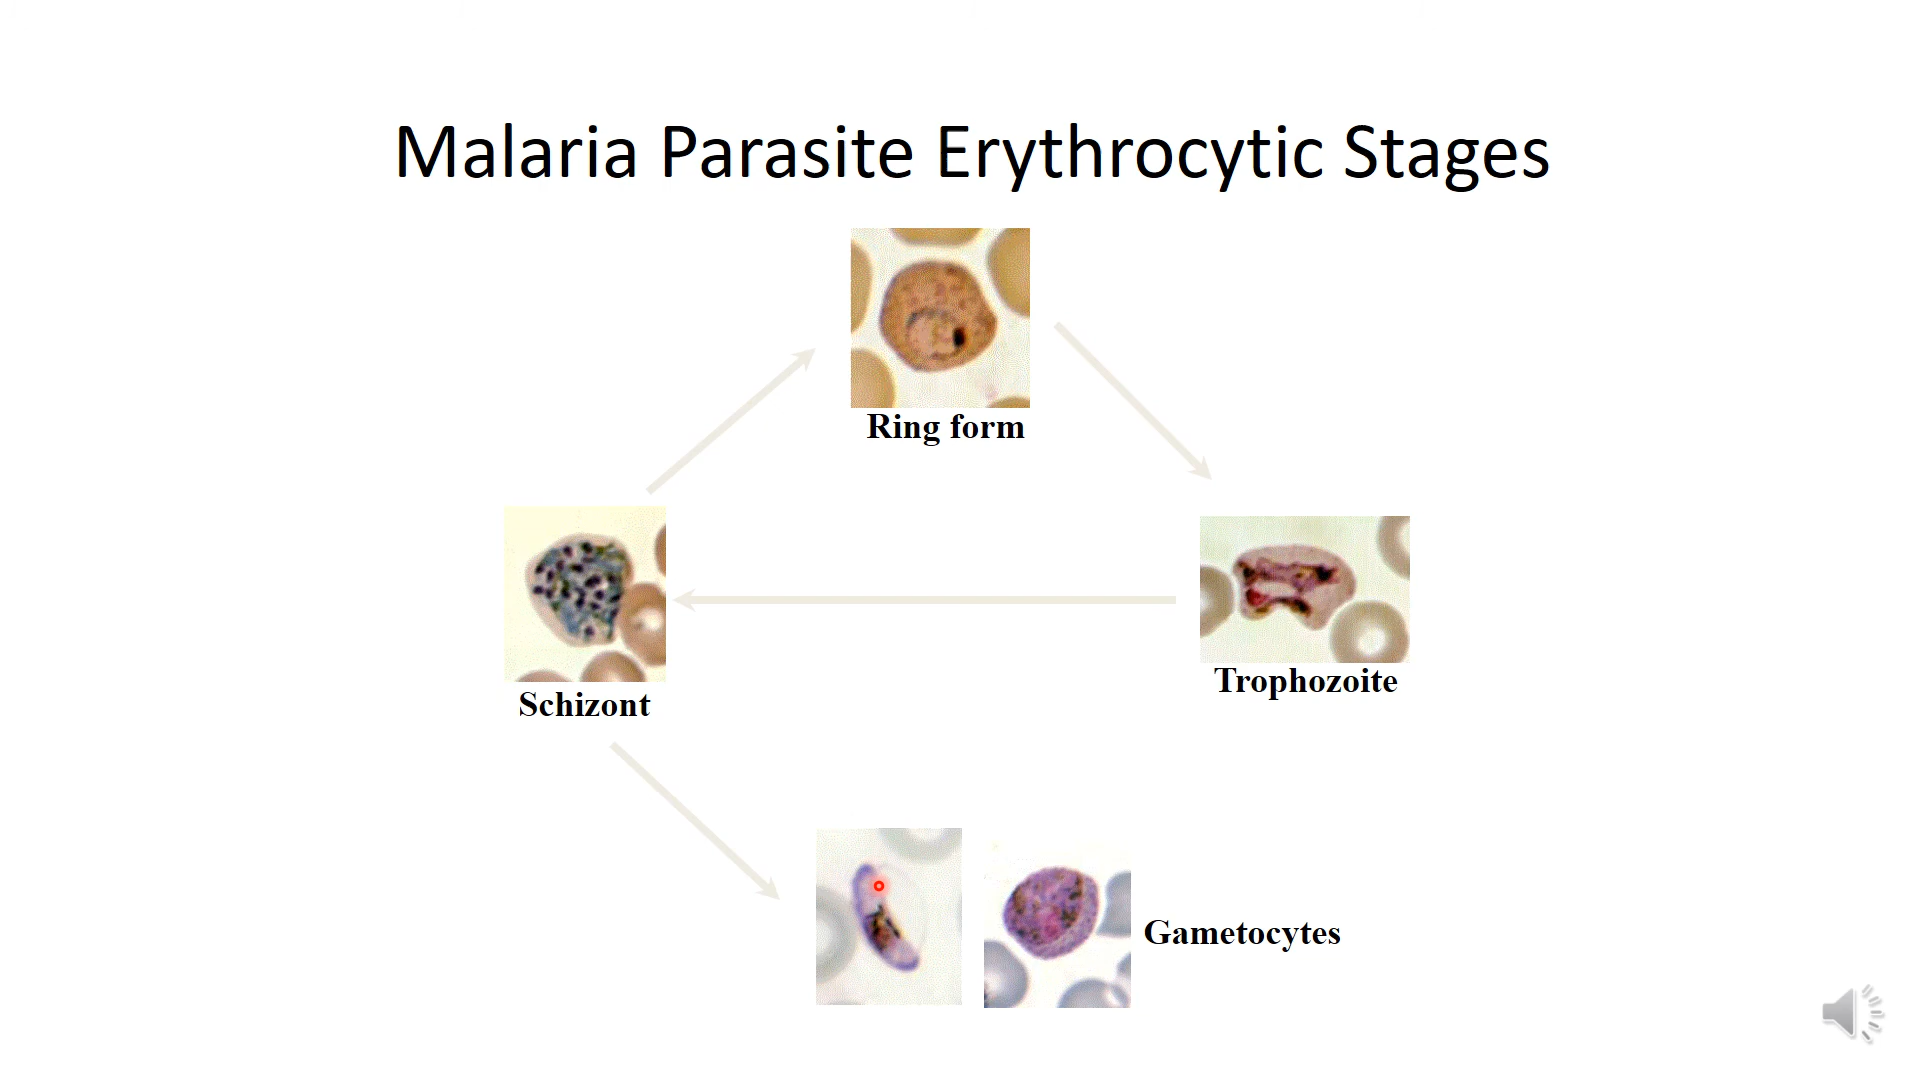 Malaria Parasite Erythrocytic Stages
Ring form
Trophozoite
Schizont
Gametocytes